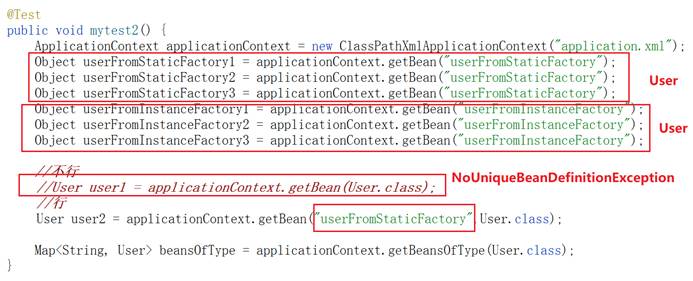 @Test
public void mytest2() {
ApplicationContext applicationContext = new ClassPathXmlApplicationContext("application.xml");
Object userFromStaticFactory1 = applicationContext.getBean("userFromStaticFactory");
Object userFromStaticFactory2 = applicationContext.getBean("userFromStaticFactory");
Object userFromStaticFactory3 = applicationContext.getBean("userFromStaticFactory");
User
Object userFromInstanceFactory1 = applicationContext.getBean("userFromInstanceFactory");
Object userFromInstanceFactory2 = applicationContext.getBean("userFromInstanceFactory");
Object userFromInstanceFactory3 = applicationContext.getBean("userFromInstanceFactory");
User
//不行
//User user1 = applicationContext.getBean(User.class);
NoUniqueBeanDefinitionException
//行
User user2 = applicationContext.getBean("userFromStaticFactory" User.class);
Map<String, User> beansOfType = applicationContext.getBeansOfType(User.class);
}